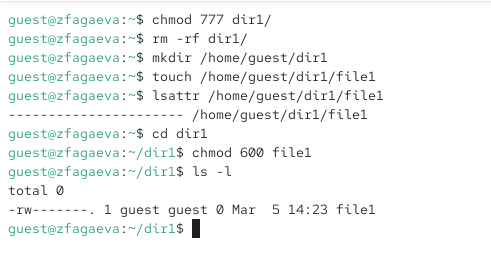 guest@zfagaeva:~$ chmod 777 dir1/
guest@zfagaeva:~$ rm -rf dir1/
guest@zfagaeva:~$ mkdir /home/guest/dir1
guest@zfagaeva:~$ touch /home/guest/dir1/file1
guest@zfagaeva:~$ lsattr /home/guest/dir1/file1
---------------------- /home/guest/dir1/file1
guest@zfagaeva:~$ cd dir1
guest@zfagaeva:~/dir1$ chmod 600 file1
guest@zfagaeva:~/dir1$ ls -l
total 0
-rw-------. 1 guest guest 0 Mar  5 14:23 file1
guest@zfagaeva:~/dir1$